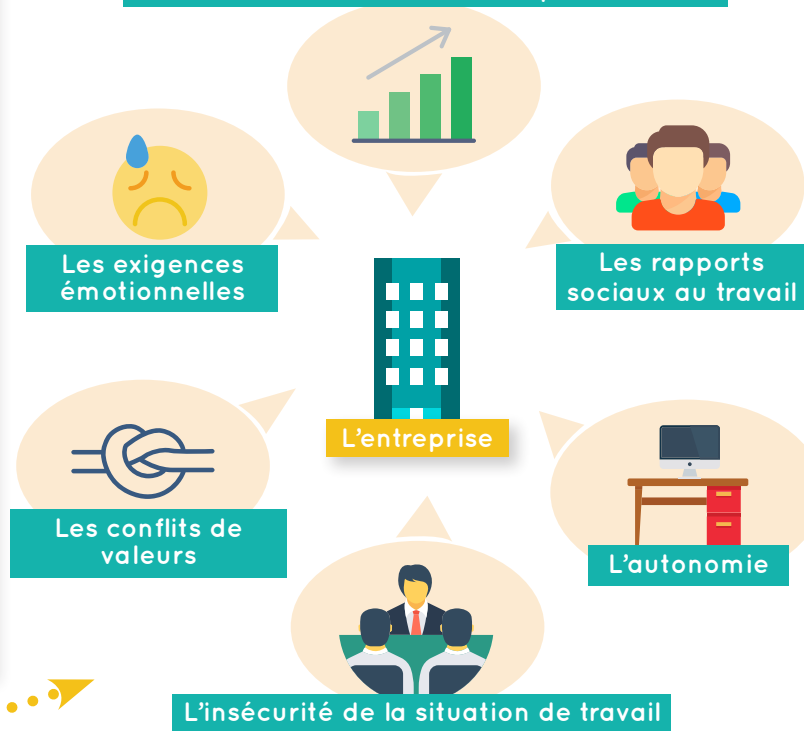 Les exigences
émotionnelles
Les rapports
sociaux au travail
L'entreprise
Les conflits de
valeurs
L'autonomie
L'insécurité de la situation de travail